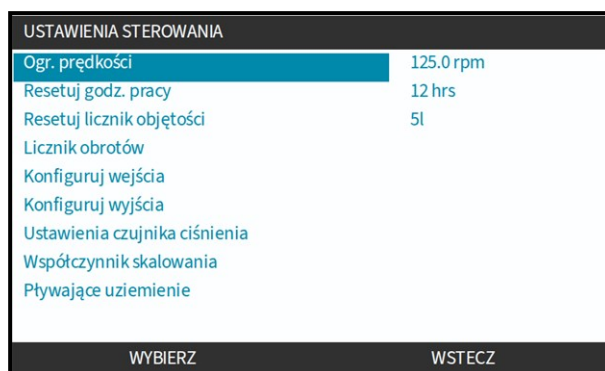 USTAWIENIA STEROWANIA
Ogr. prędkości 125.0 rpm
Resetuj godz. pracy 12 hrs
Resetuj licznik objętości 5l
Licznik obrotów
Konfiguruj wejścia
Konfiguruj wyjścia
Ustawienia czujnika ciśnienia
Współczynnik skalowania
Pływające uziemienie
WYBIERZ WSTECZ